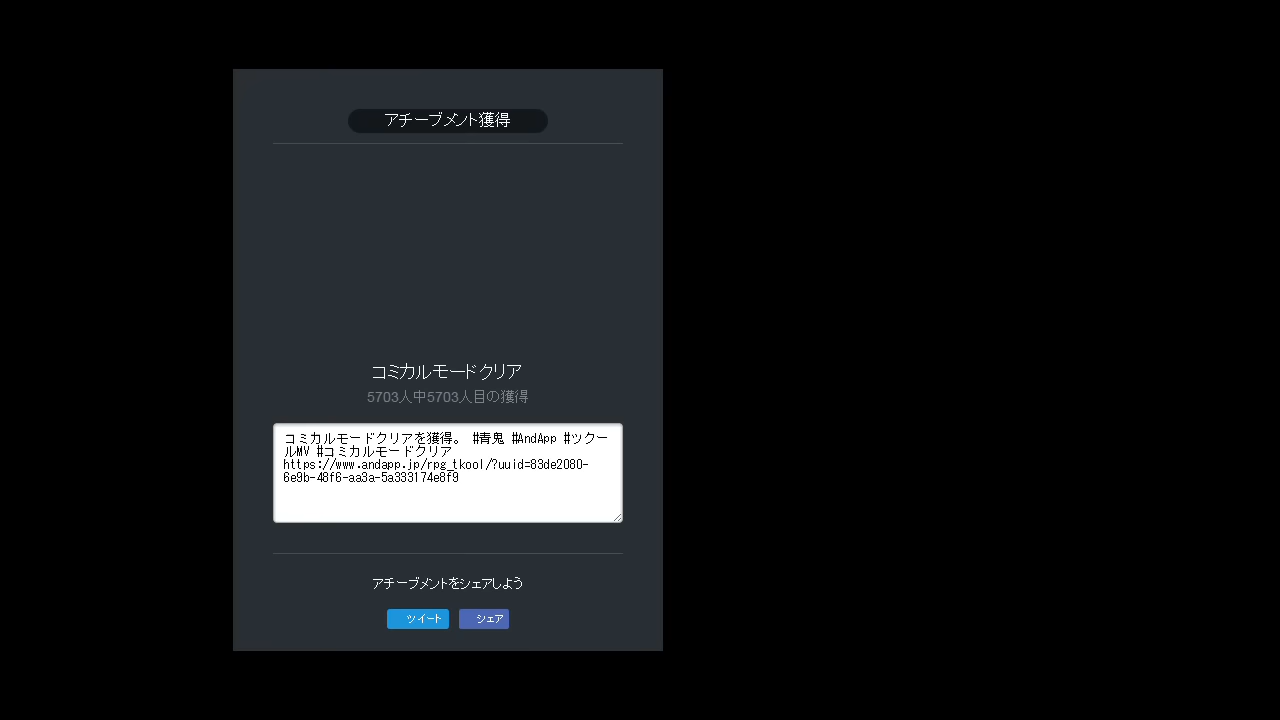 アチーブメント獲得
コミカルモードクリア
5703人中5703人目の獲得
コミカルモードクリアを獲得。 #青鬼 #AndApp #ツクー
ルMV #コミカルモードクリア
https://www.andapp.jp/rpg_tkool/?uuid=83de2080-
6e9b-48f6-aa3a-5a333174e8f9
アチーブメントをシェアしよう
ツイート
シェア